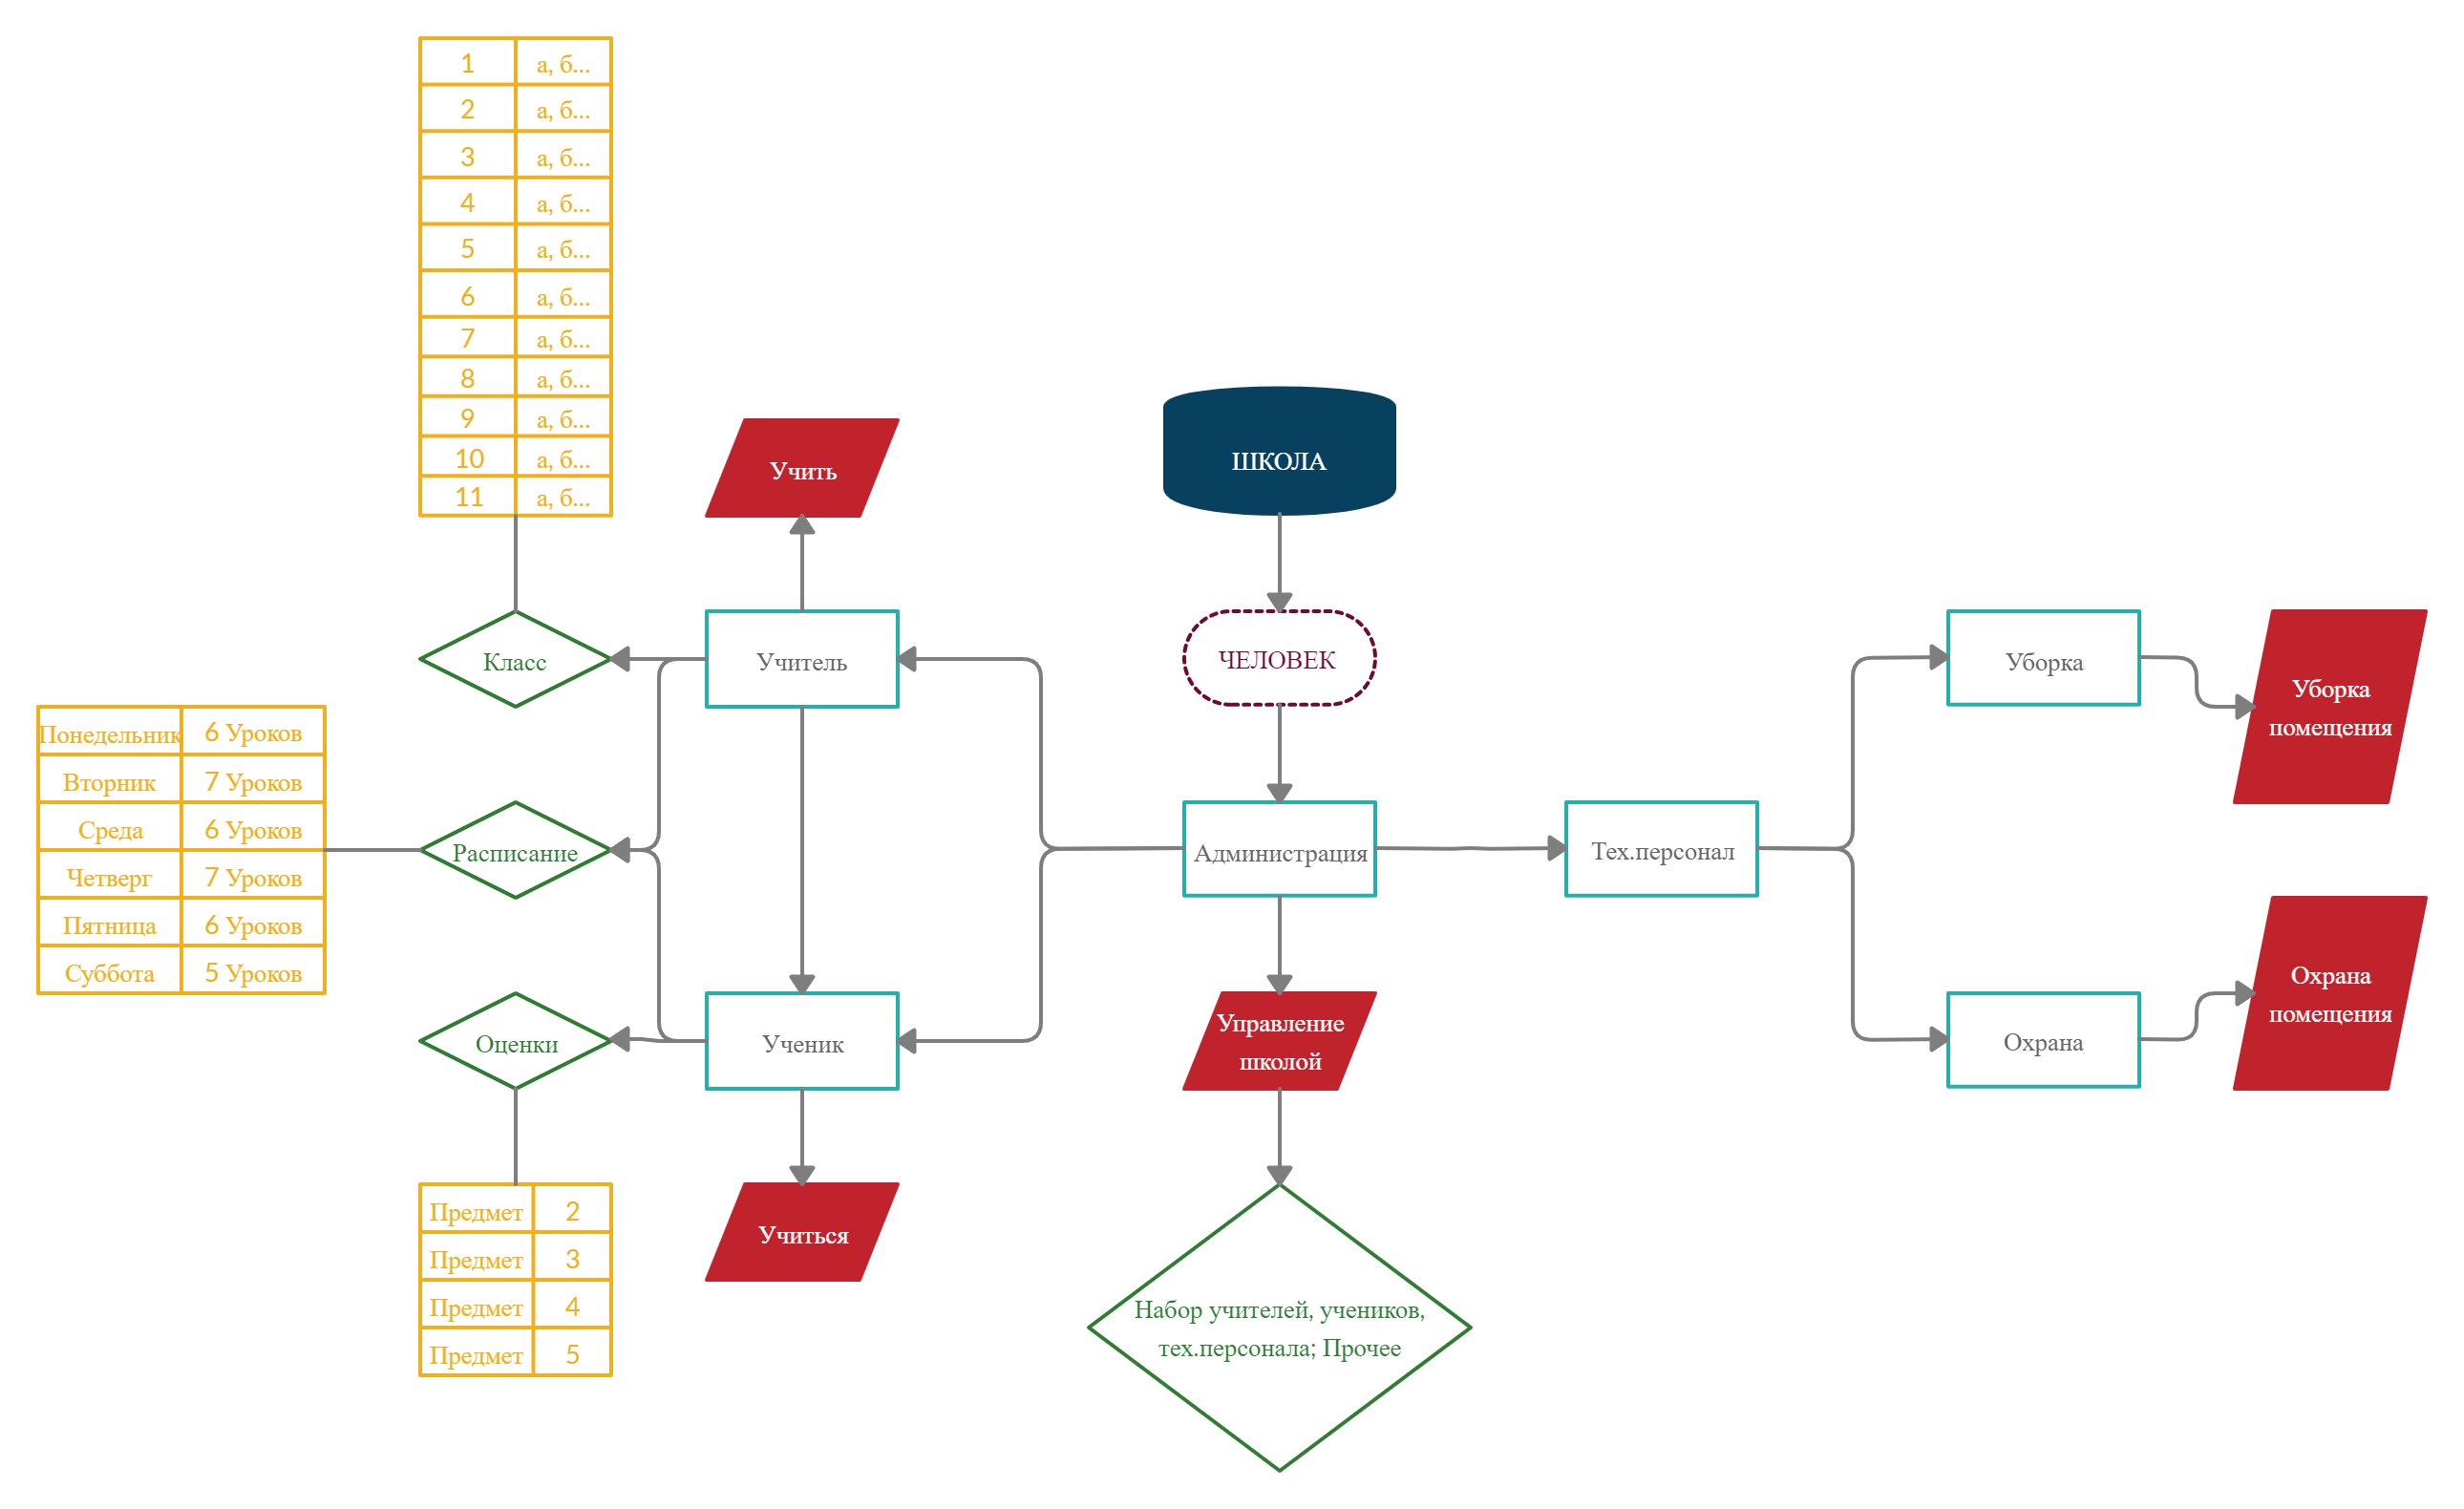 1 а, б...
2 а, б...
3 а, б...
4 а, б...
5 а, б...
6 а, б...
7 а, б...
8 а, б...
9 а, б...
10 а, б...
11 а, б...
Учить
ШКОЛА
Класс
Учитель
ЧЕЛОВЕК
Уборка
Уборка
помещения
Понедельник 6 Уроков
Вторник 7 Уроков
Среда 6 Уроков
Четверг 7 Уроков
Пятница 6 Уроков
Суббота 5 Уроков
Расписание
Администрация
Тех.персонал
Оценки
Ученик
Управление
школой
Охрана
Охрана
помещения
Предмет 2
Предмет 3
Предмет 4
Предмет 5
Учиться
Набор учителей, учеников,
тех.персонала; Прочее